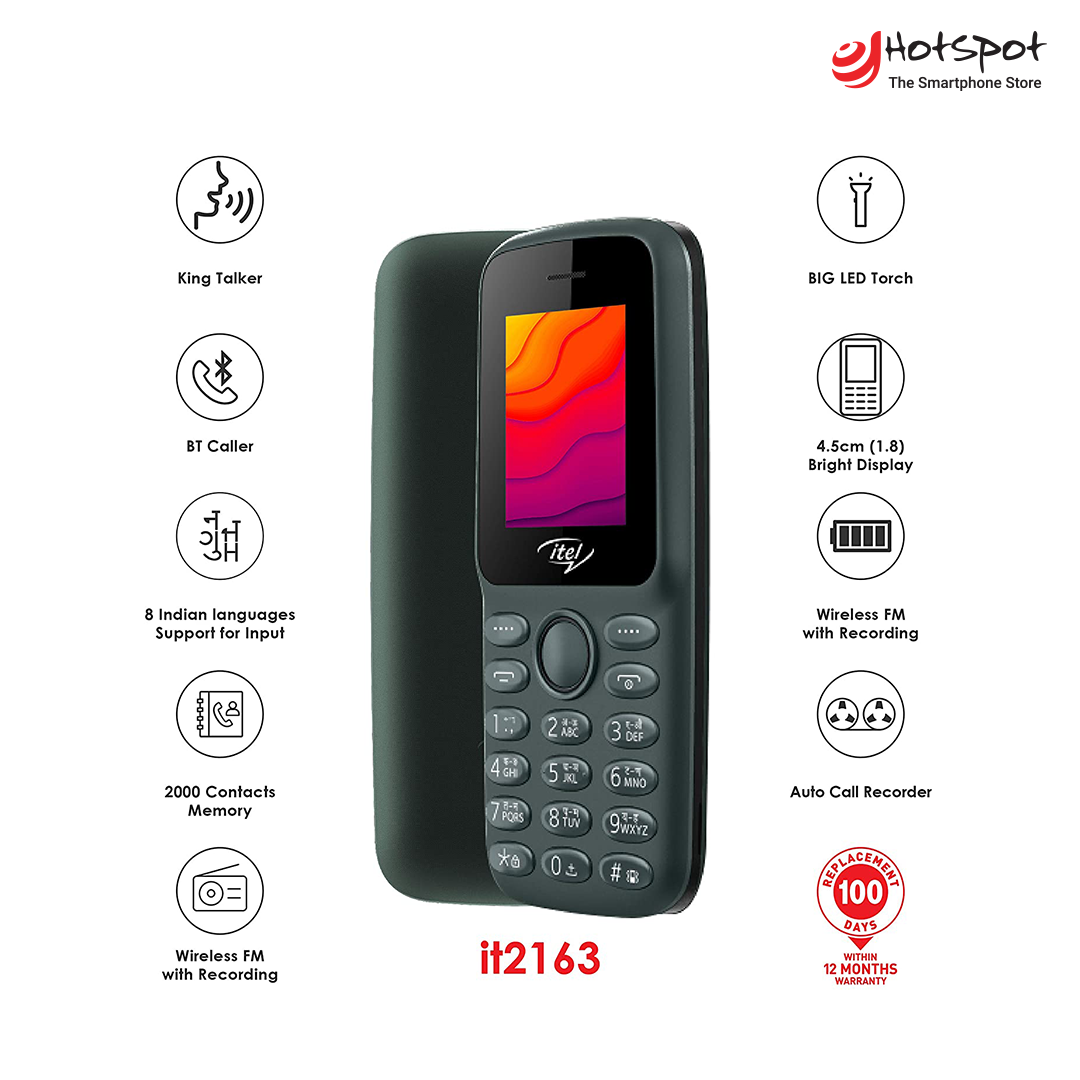 HOTSPOT
The Smartphone Store
King Talker
BT Caller
8 Indian languages
Support for Input
2000 Contacts
Memory
Wireless FM
with Recording
BIG LED Torch
4.5cm (1.8)
Bright Display
Wireless FM
with Recording
Auto Call Recorder
REPLACEMENT
100
DAYS
WITHIN
12 MONTHS
WARRANTY
itel
1
2 ABC
3 DEF
4 GHI
5 JKL
6 MNO
7 PQRS
8 TUV
9 WXYZ
0
#
it2163